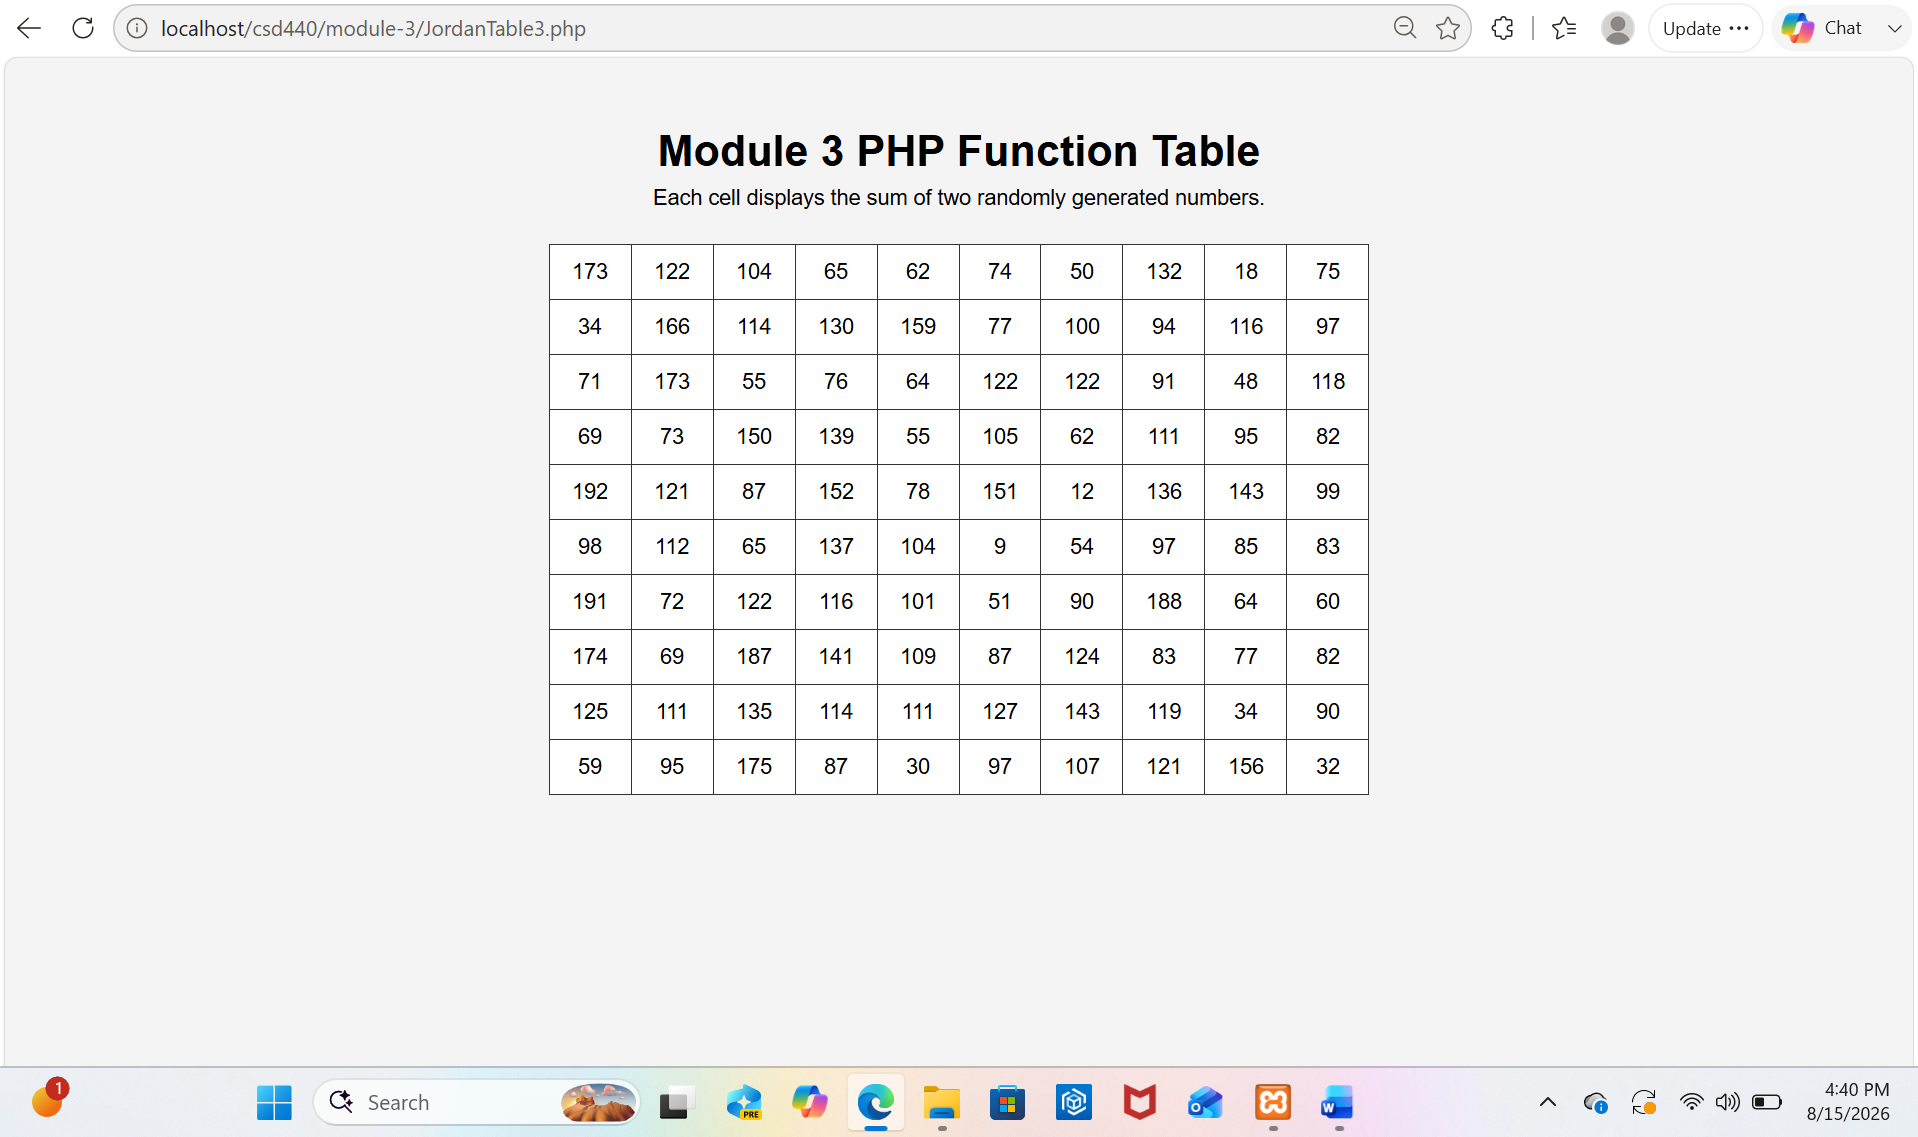 localhost/csd440/module-3/JordanTable3.php
Update
Chat
Module 3 PHP Function Table
Each cell displays the sum of two randomly generated numbers.
173 122 104 65 62 74 50 132 18 75
34 166 114 130 159 77 100 94 116 97
71 173 55 76 64 122 122 91 48 118
69 73 150 139 55 105 62 111 95 82
192 121 87 152 78 151 12 136 143 99
98 112 65 137 104 9 54 97 85 83
191 72 122 116 101 51 90 188 64 60
174 69 187 141 109 87 124 83 77 82
125 111 135 114 111 127 143 119 34 90
59 95 175 87 30 97 107 121 156 32
1
Search
PRE
O
W
4:40 PM
8/15/2026